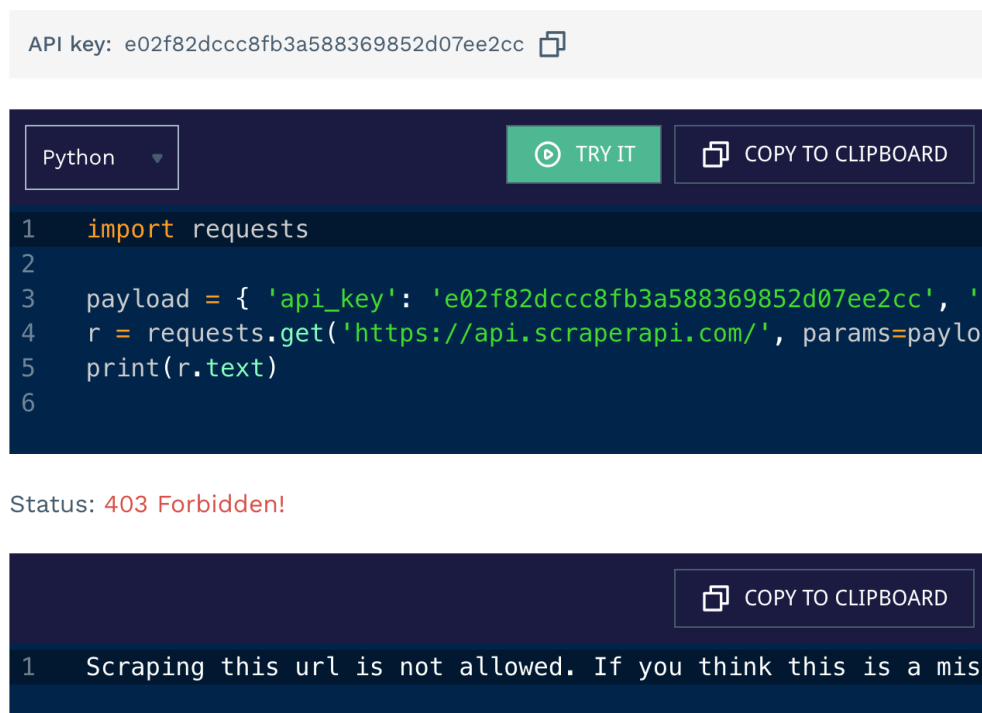 API key: e02f82dccc8fb3a588369852d07ee2cc
Python
TRY IT
COPY TO CLIPBOARD
1 import requests
2
3 payload = { 'api_key': 'e02f82dccc8fb3a588369852d07ee2cc', '
4 r = requests.get('https://api.scraperapi.com/', params=paylo
5 print(r.text)
6
Status: 403 Forbidden!
COPY TO CLIPBOARD
1 Scraping this url is not allowed. If you think this is a mis